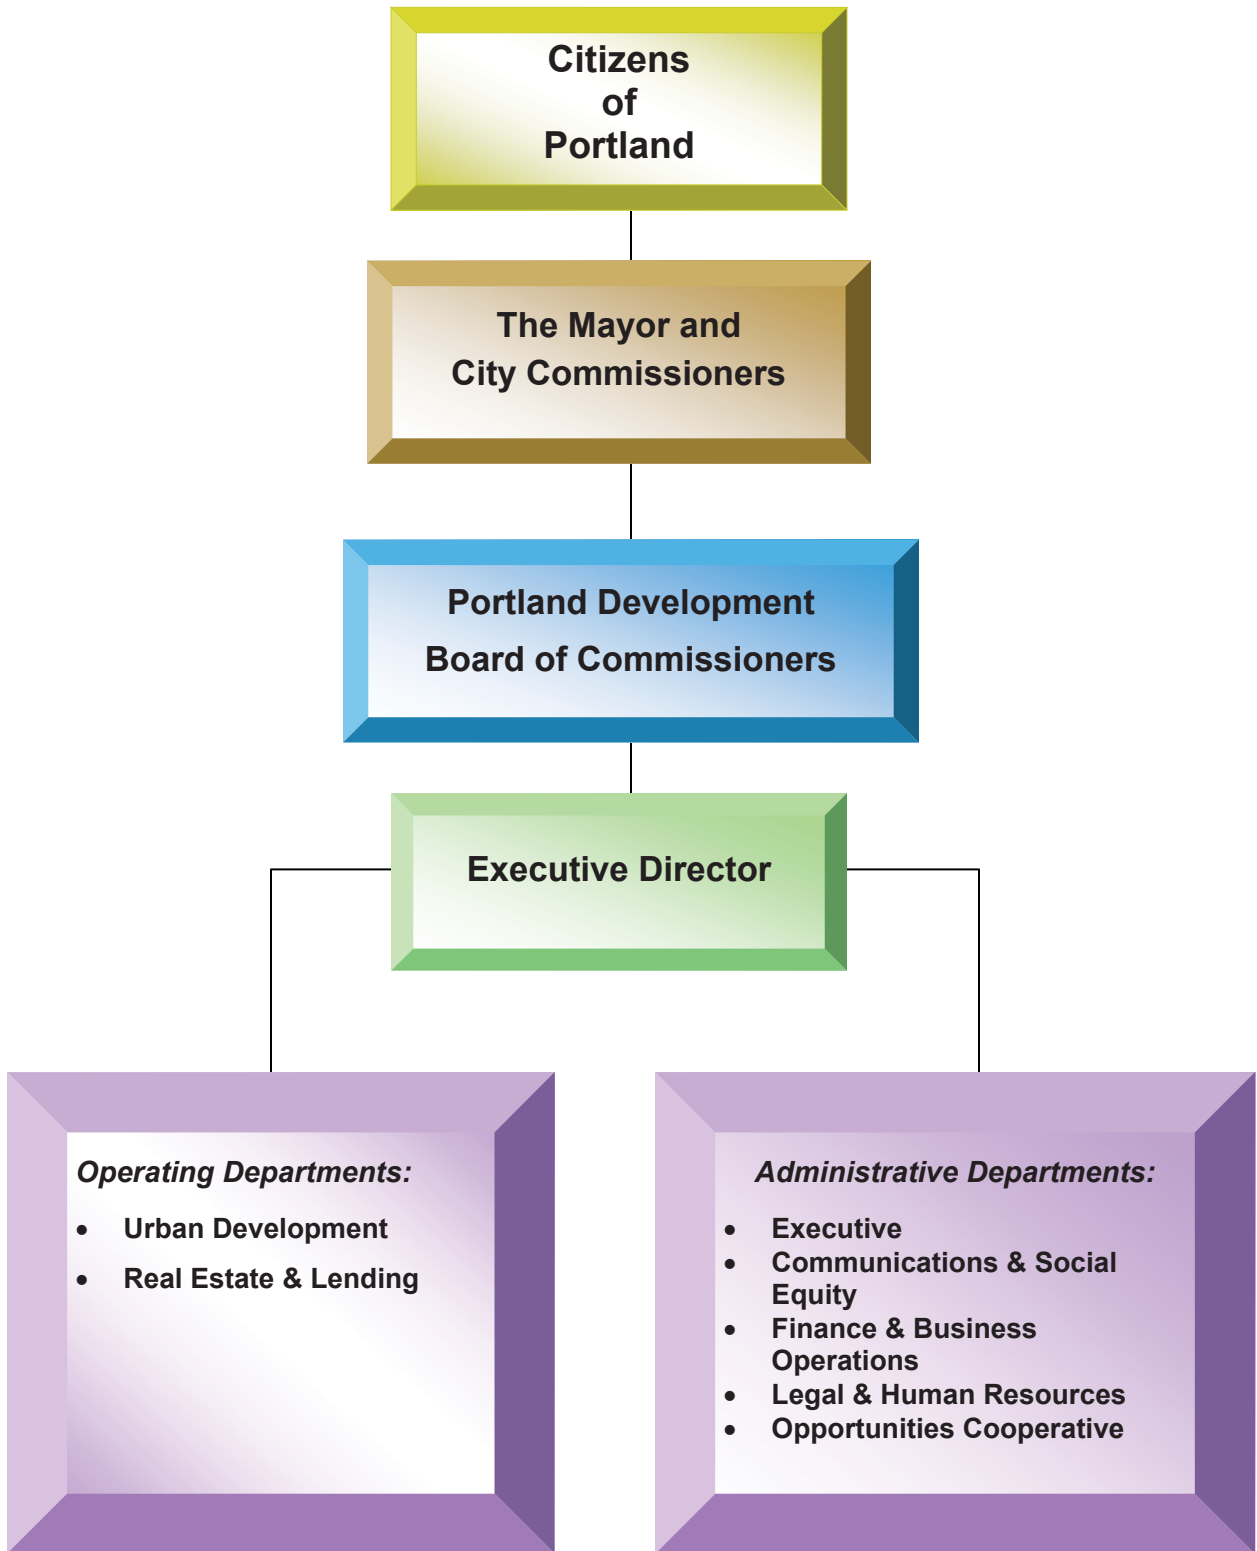 Citizens
of
Portland
The Mayor and
City Commissioners
Portland Development
Board of Commissioners
Executive Director
Operating Departments:
• Urban Development
• Real Estate & Lending
Administrative Departments:
• Executive
• Communications & Social
Equity
• Finance & Business
Operations
• Legal & Human Resources
• Opportunities Cooperative